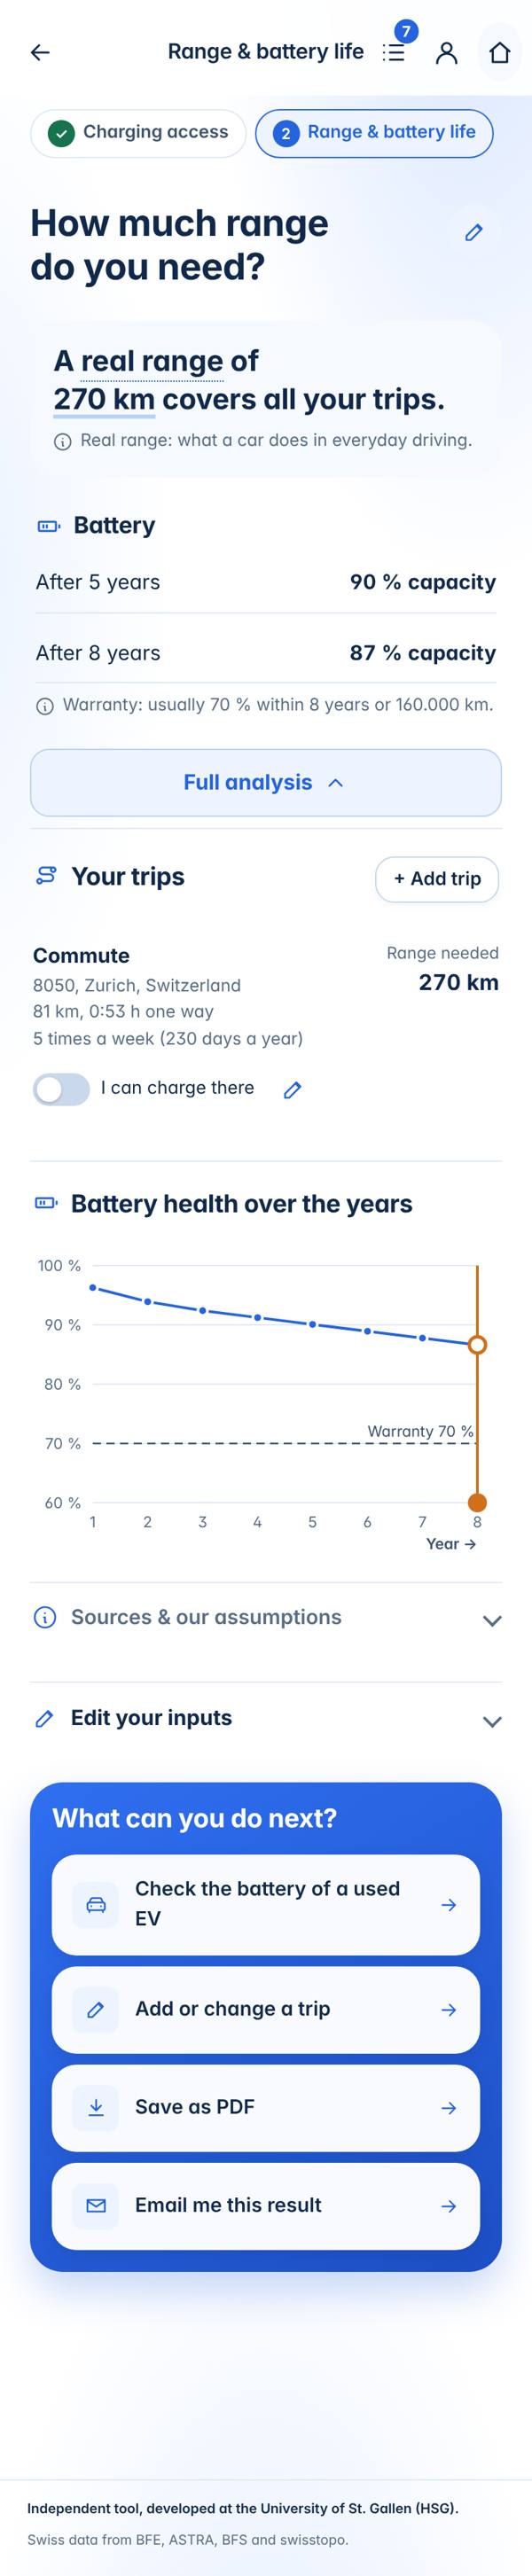 Range & battery life
7
Charging access
2 Range & battery life
How much range
do you need?
A real range of
270 km covers all your trips.
Real range: what a car does in everyday driving.
Battery
After 5 years 90 % capacity
After 8 years 87 % capacity
Warranty: usually 70 % within 8 years or 160.000 km.
Full analysis
Your trips
+ Add trip
Commute
Range needed
8050, Zurich, Switzerland
270 km
81 km, 0:53 h one way
5 times a week (230 days a year)
I can charge there
Battery health over the years
100 %
90 %
80 %
Warranty 70 %
70 %
60 %
1 2 3 4 5 6 7 8
Year →
Sources & our assumptions
Edit your inputs
What can you do next?
Check the battery of a used
EV
Add or change a trip
Save as PDF
Email me this result
Independent tool, developed at the University of St. Gallen (HSG).
Swiss data from BFE, ASTRA, BFS and swisstopo.